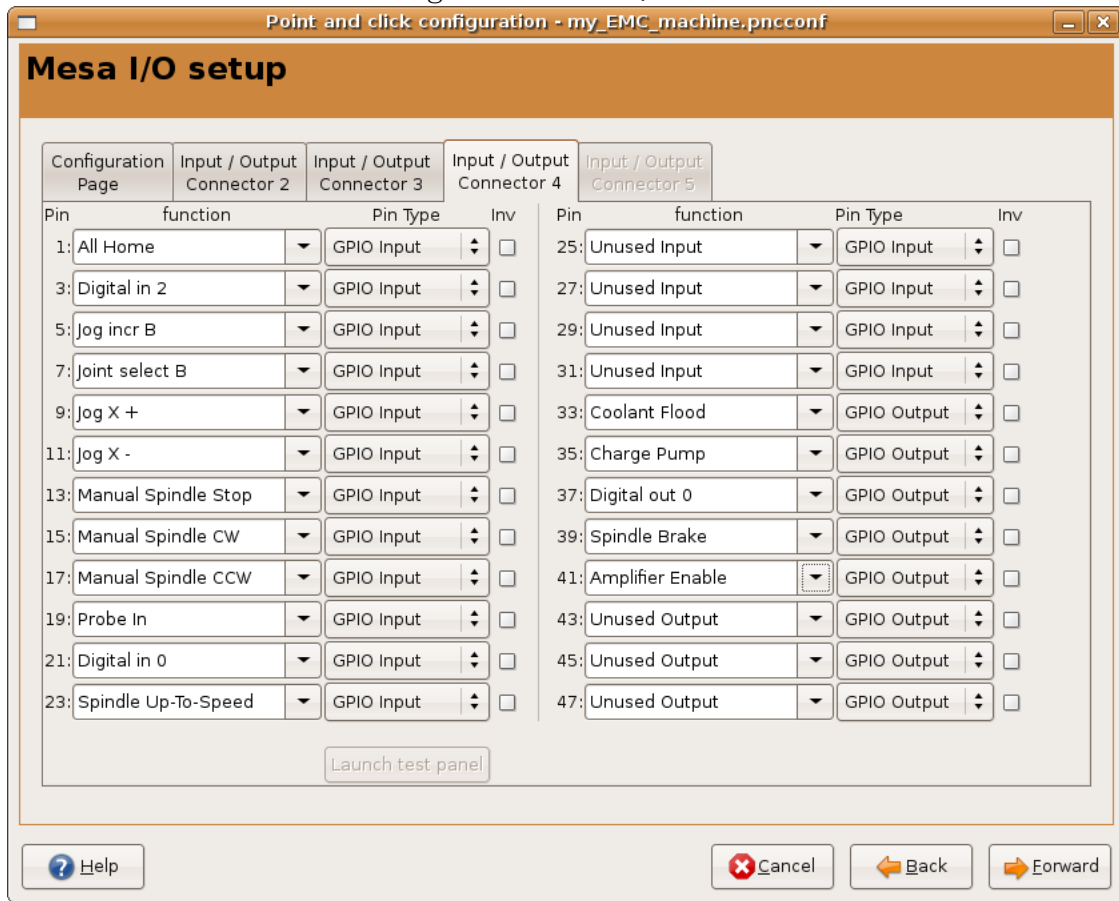 Point and click configuration - my_EMC_machine.pncconf
Mesa I/O setup
Configuration Page
Input / Output Connector 2
Input / Output Connector 3
Input / Output Connector 4
Input / Output Connector 5
Pin function Pin Type Inv Pin function Pin Type Inv
1: All Home GPIO Input 25: Unused Input GPIO Input
3: Digital in 2 GPIO Input 27: Unused Input GPIO Input
5: Jog incr B GPIO Input 29: Unused Input GPIO Input
7: Joint select B GPIO Input 31: Unused Input GPIO Input
9: Jog X + GPIO Input 33: Coolant Flood GPIO Output
11: Jog X - GPIO Input 35: Charge Pump GPIO Output
13: Manual Spindle Stop GPIO Input 37: Digital out 0 GPIO Output
15: Manual Spindle CW GPIO Input 39: Spindle Brake GPIO Output
17: Manual Spindle CCW GPIO Input 41: Amplifier Enable GPIO Output
19: Probe In GPIO Input 43: Unused Output GPIO Output
21: Digital in 0 GPIO Input 45: Unused Output GPIO Output
23: Spindle Up-To-Speed GPIO Input 47: Unused Output GPIO Output
Launch test panel
Help Cancel Back Forward